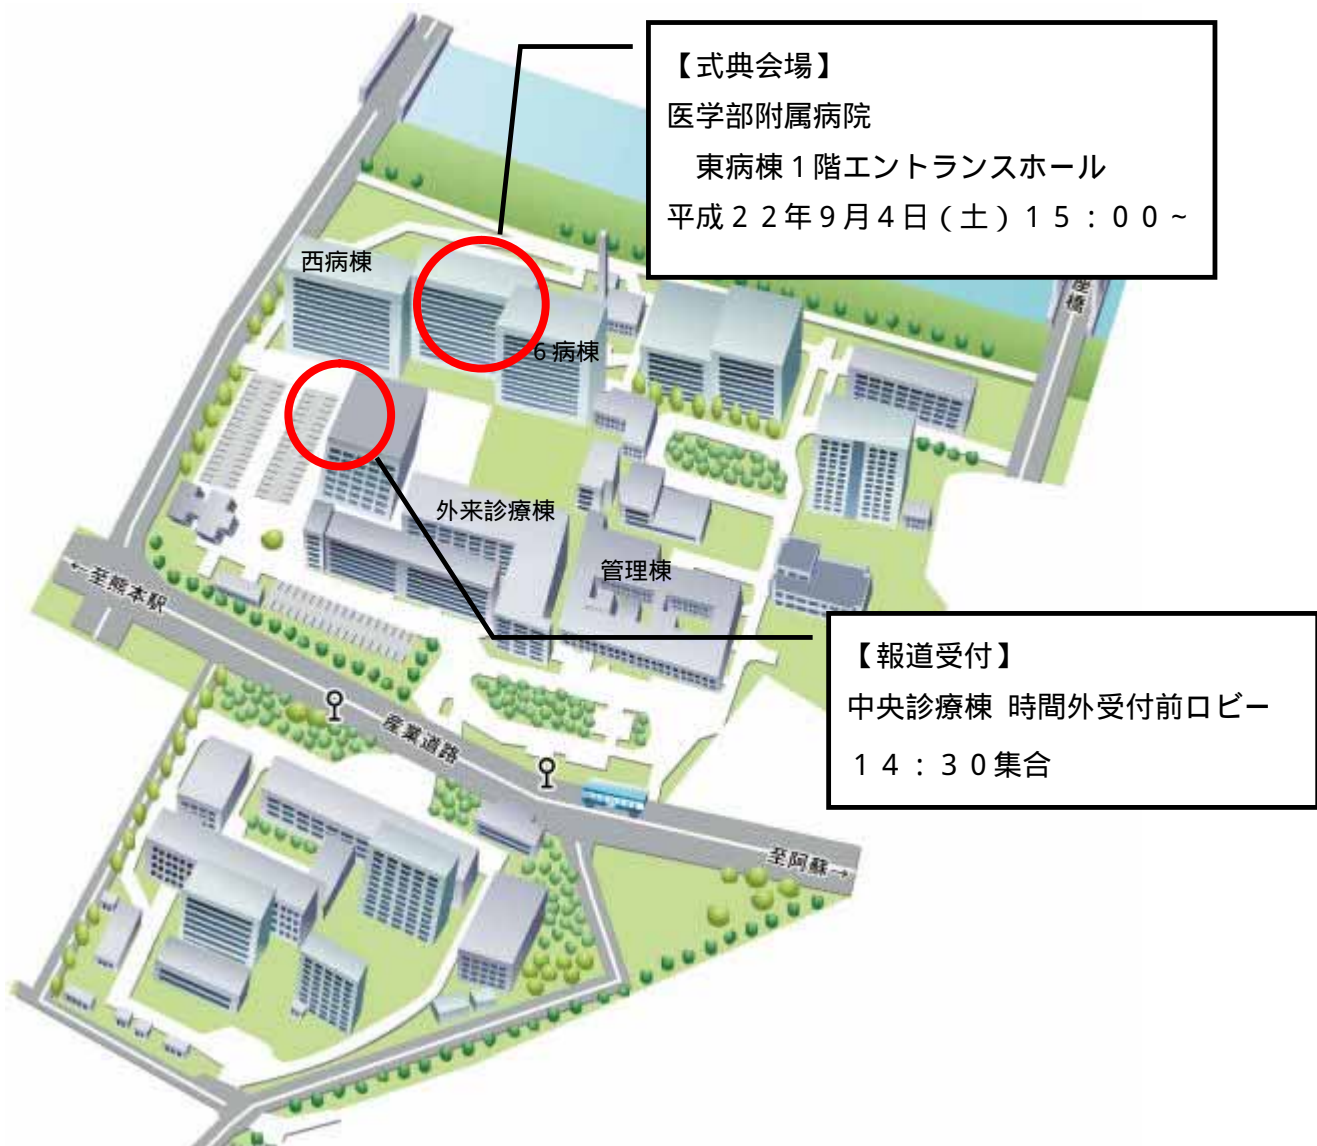 【式典会場】
医学部附属病院
東病棟1階エントランスホール
平成22年9月4日(土)15:00~
西病棟
6病棟
座橋
外来診療棟
管理棟
←至熊本駅
【報道受付】
中央診療棟 時間外受付前ロビー
14:30集合
産業道路
至阿蘇→